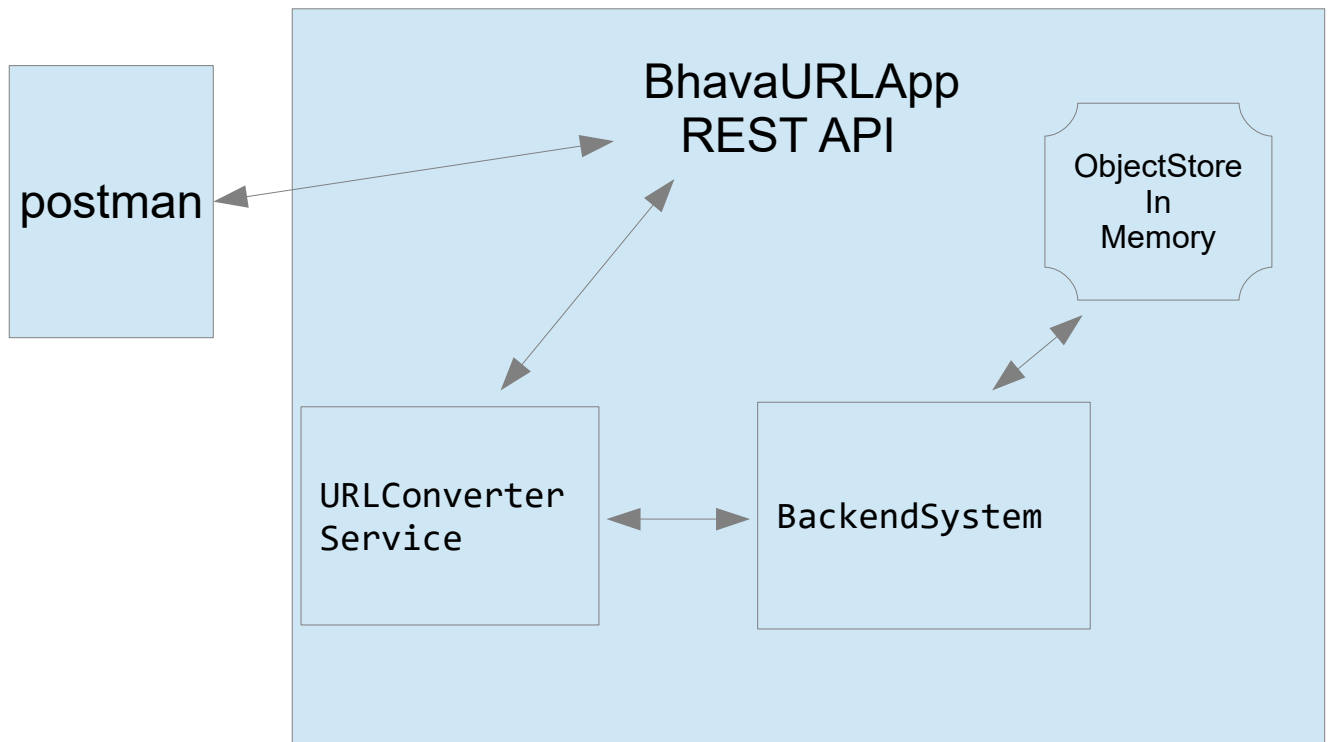 BhavaURLApp
REST API
postman
ObjectStore
In
Memory
URLConverter
Service
BackendSystem